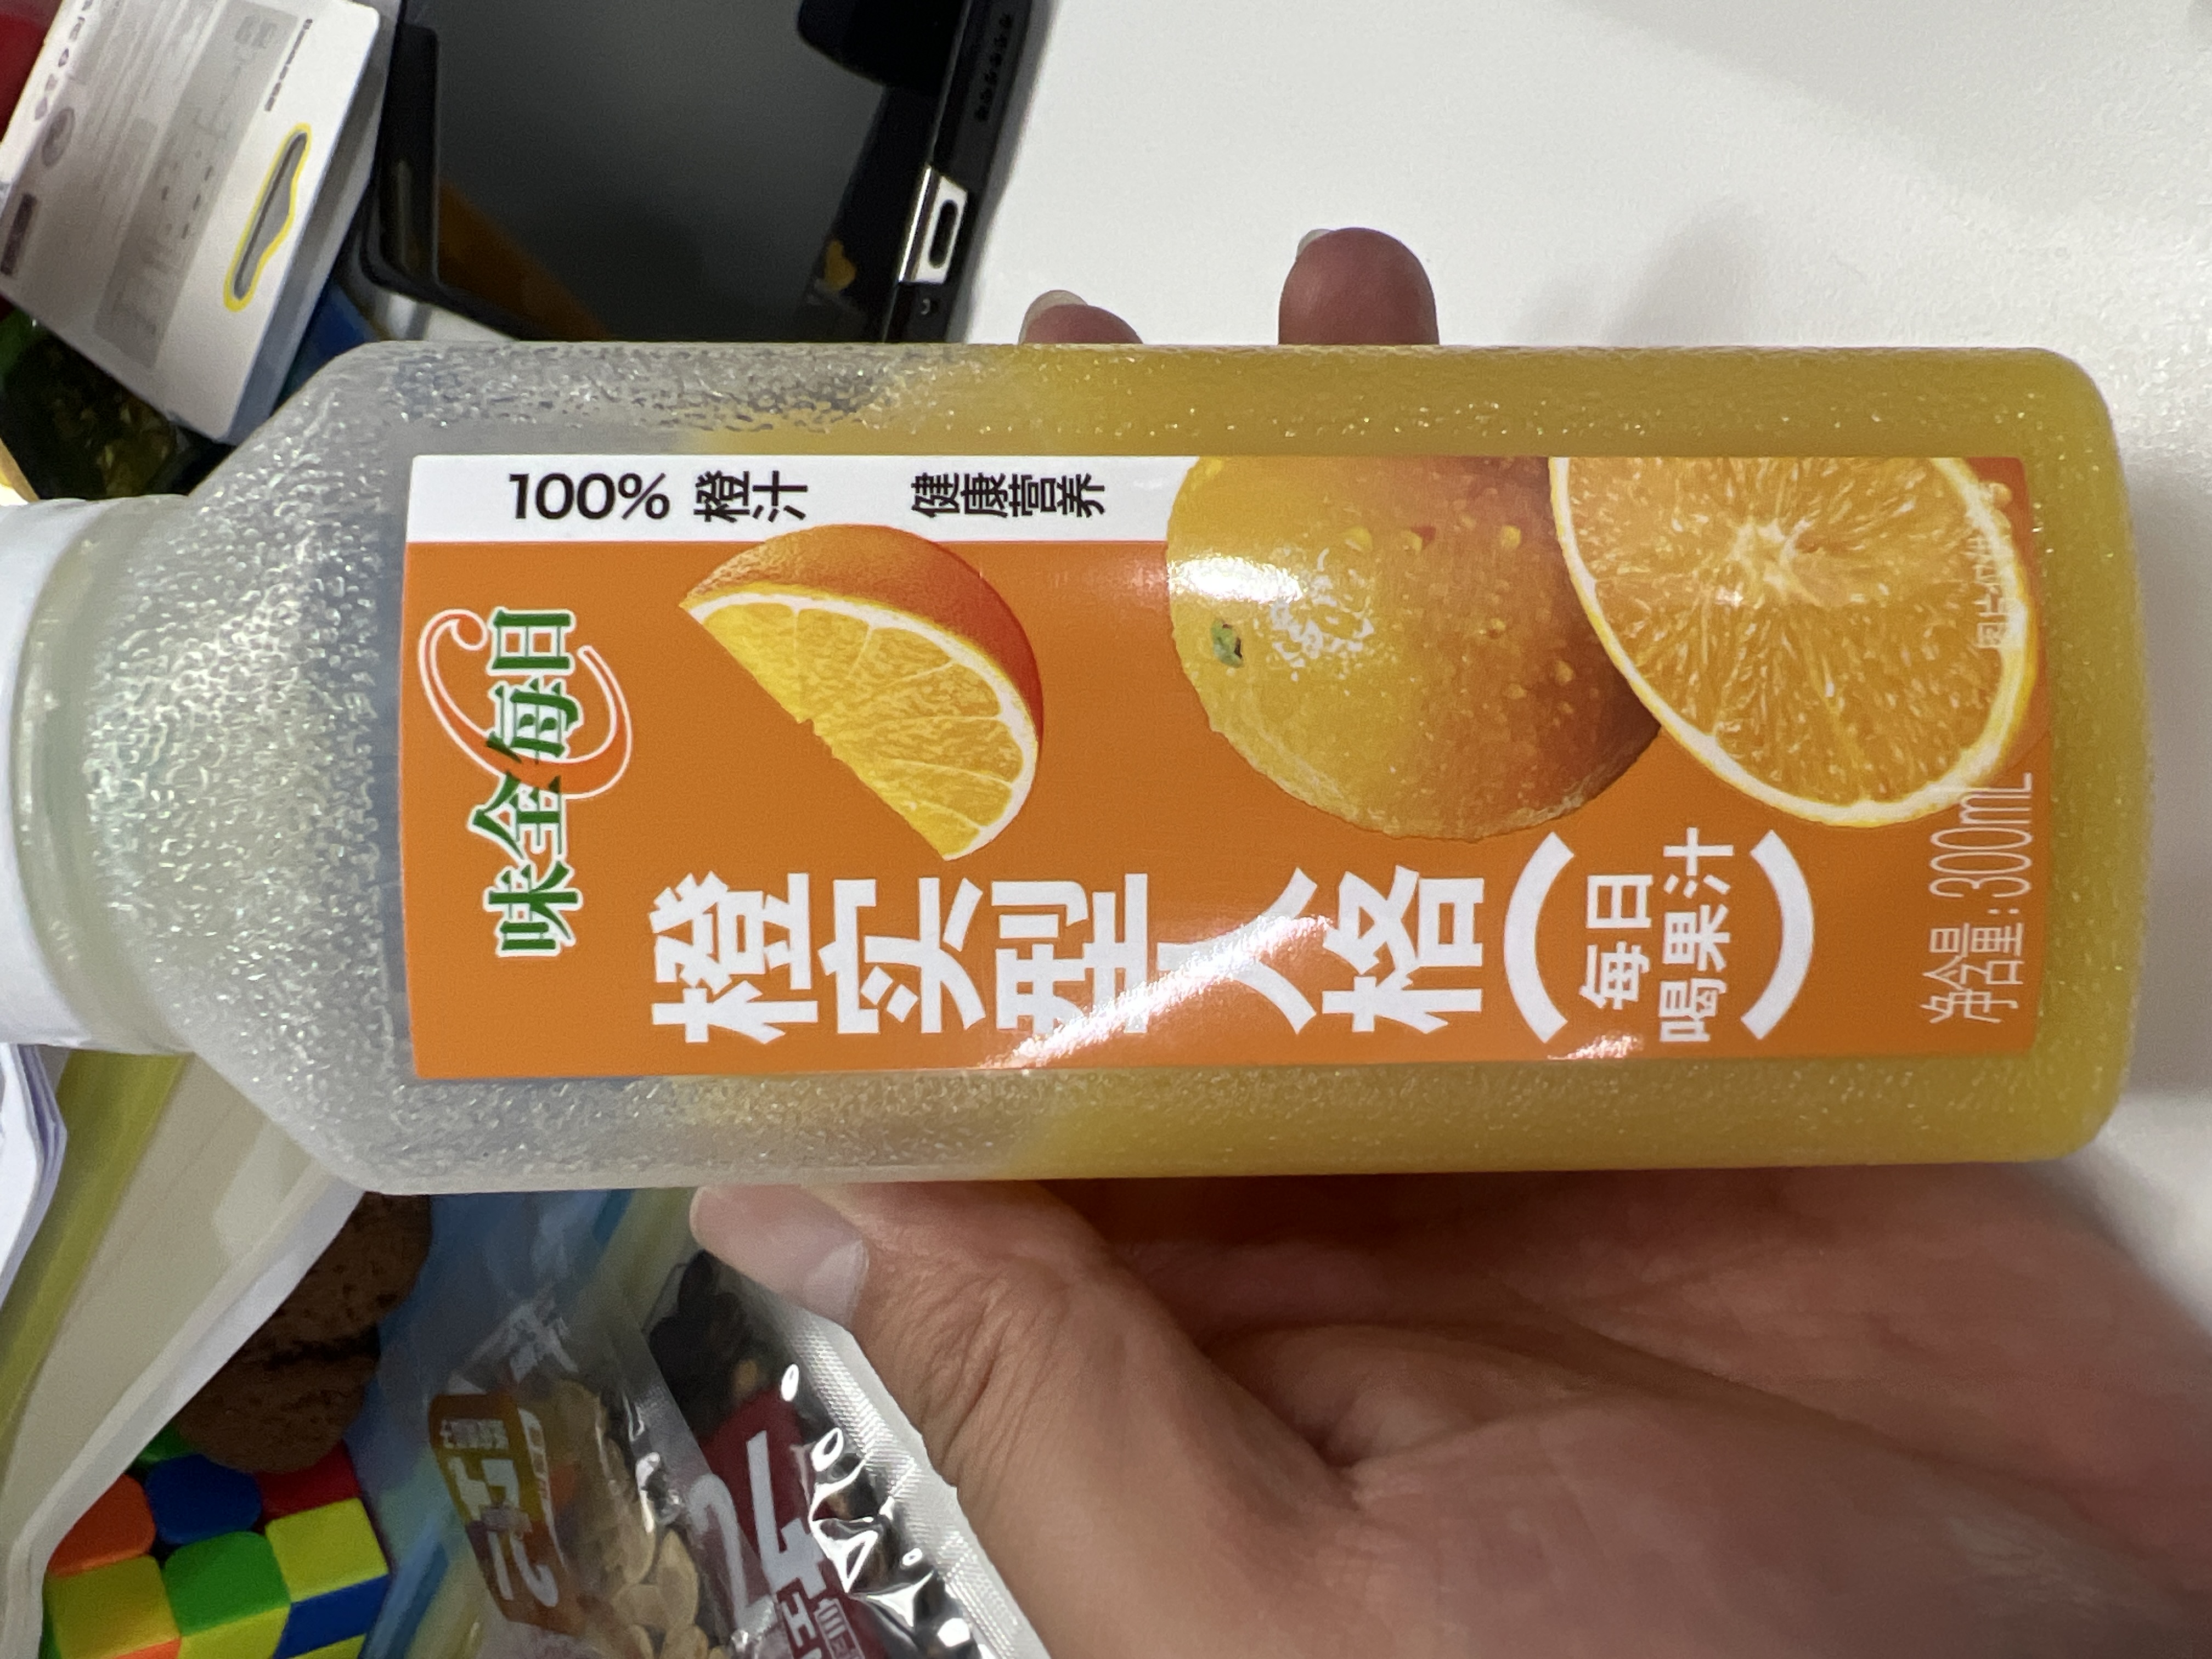 100% 橙汁 健康营养
味全每日C
橙实型人格
(每日
喝果汁)
净含量:300mL